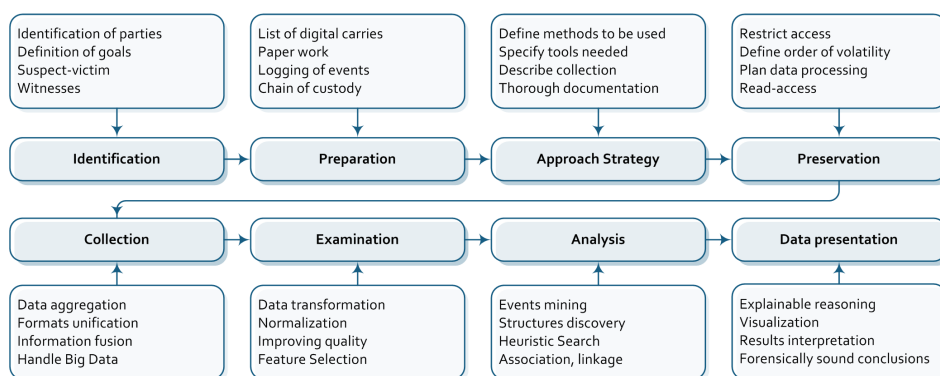 Identification of parties
Definition of goals
Suspect-victim
Witnesses
List of digital carries
Paper work
Logging of events
Chain of custody
Define methods to be used
Specify tools needed
Describe collection
Thorough documentation
Restrict access
Define order of volatility
Plan data processing
Read-access
Identification
Preparation
Approach Strategy
Preservation
Collection
Examination
Analysis
Data presentation
Data aggregation
Formats unification
Information fusion
Handle Big Data
Data transformation
Normalization
Improving quality
Feature Selection
Events mining
Structures discovery
Heuristic Search
Association, linkage
Explainable reasoning
Visualization
Results interpretation
Forensically sound conclusions